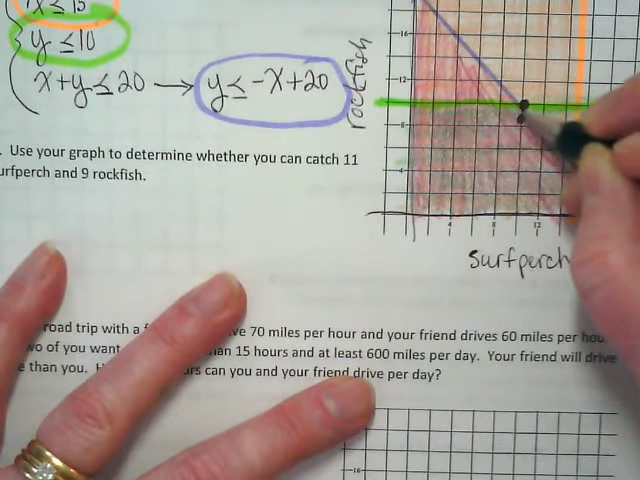 x ≤ 15
y ≤ 10
x+y ≤ 20 → y ≤ -x+20
. Use your graph to determine whether you can catch 11
urfperch and 9 rockfish.
rockfish
16
12
8
4
4 8 12
surfperch
road trip with a ve 70 miles per hour and your friend drives 60 miles per hou
wo of you want an 15 hours and at least 600 miles per day. Your friend will drive
e than you. H urs can you and your friend drive per day?
16